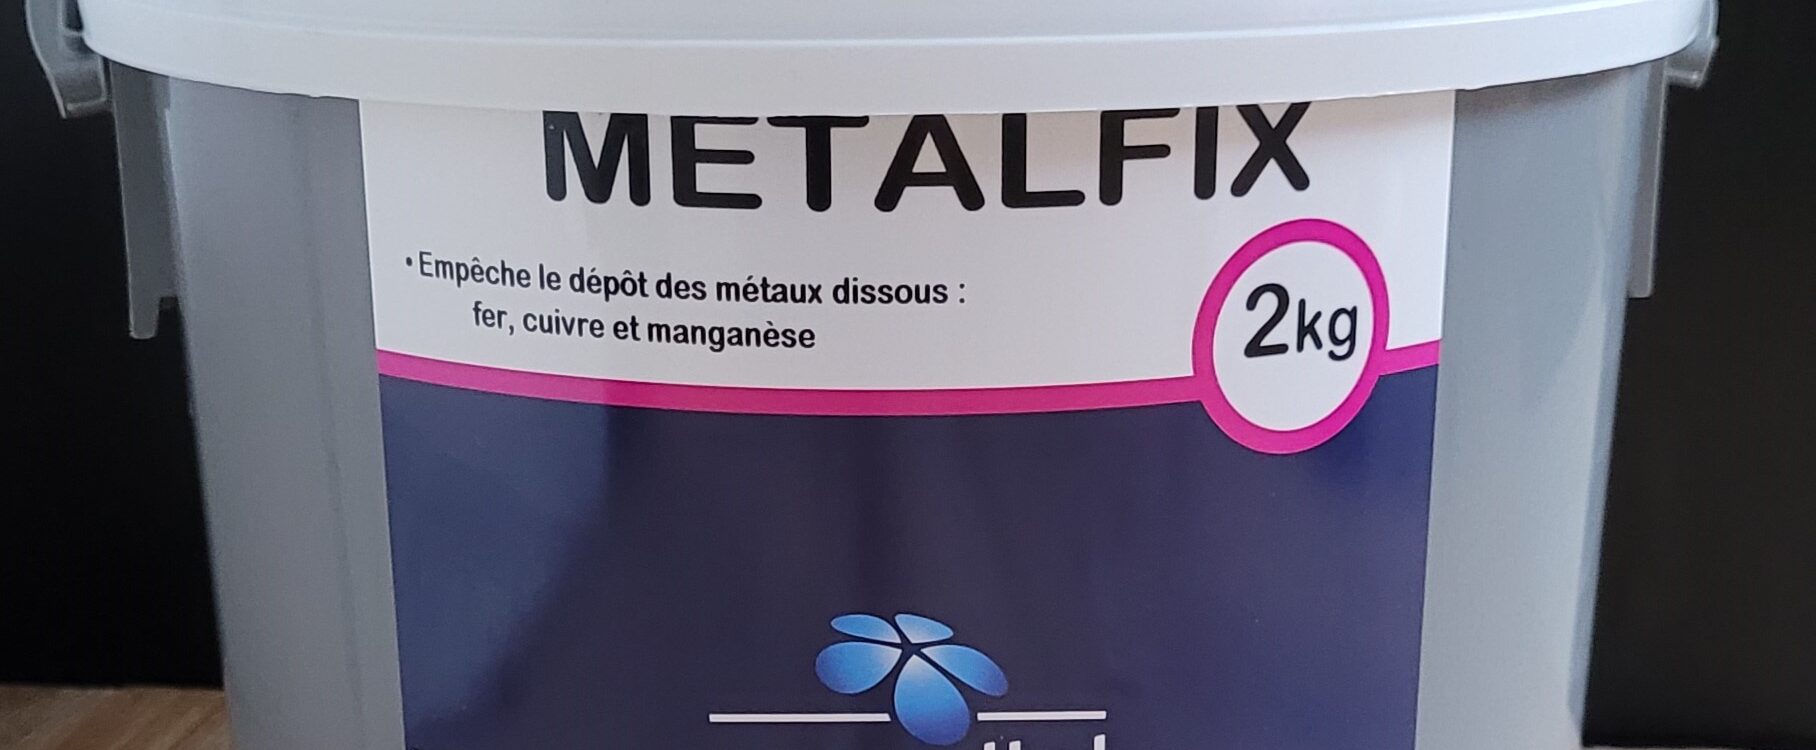 METALFIX
• Empêche le dépôt des métaux dissous :
fer, cuivre et manganèse
2kg